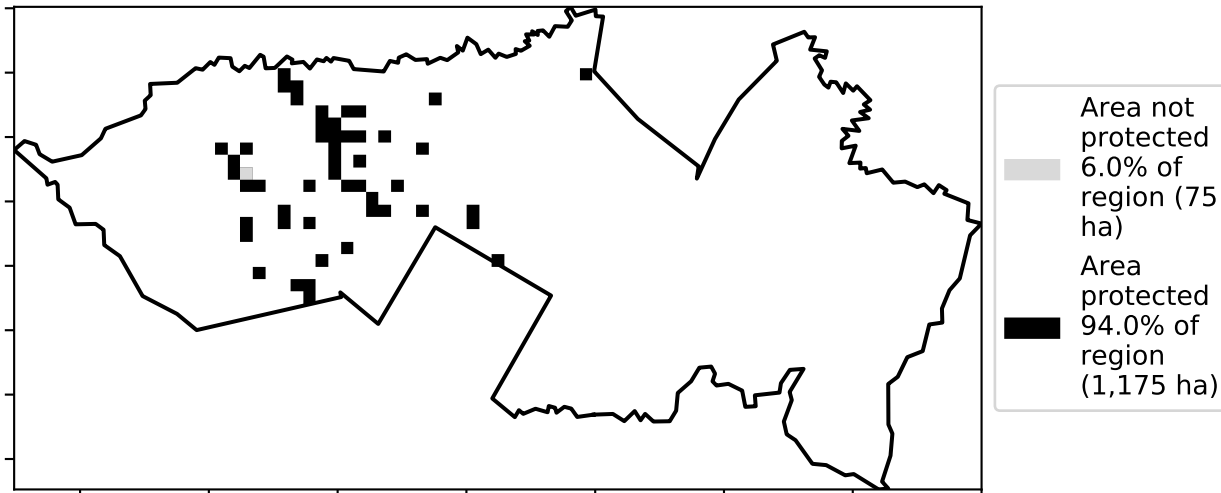 Area not
protected
6.0% of
region (75
ha)
Area
protected
94.0% of
region
(1,175 ha)